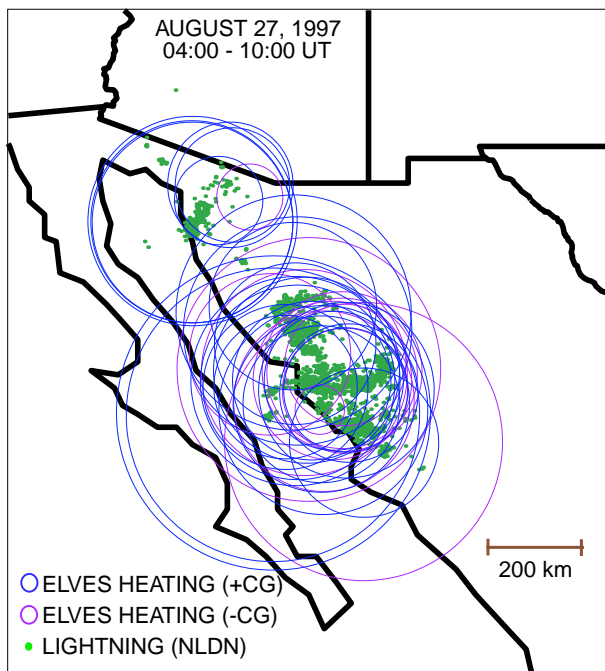 AUGUST 27, 1997
04:00 - 10:00 UT
200 km
ELVES HEATING (+CG)
ELVES HEATING (-CG)
LIGHTNING (NLDN)